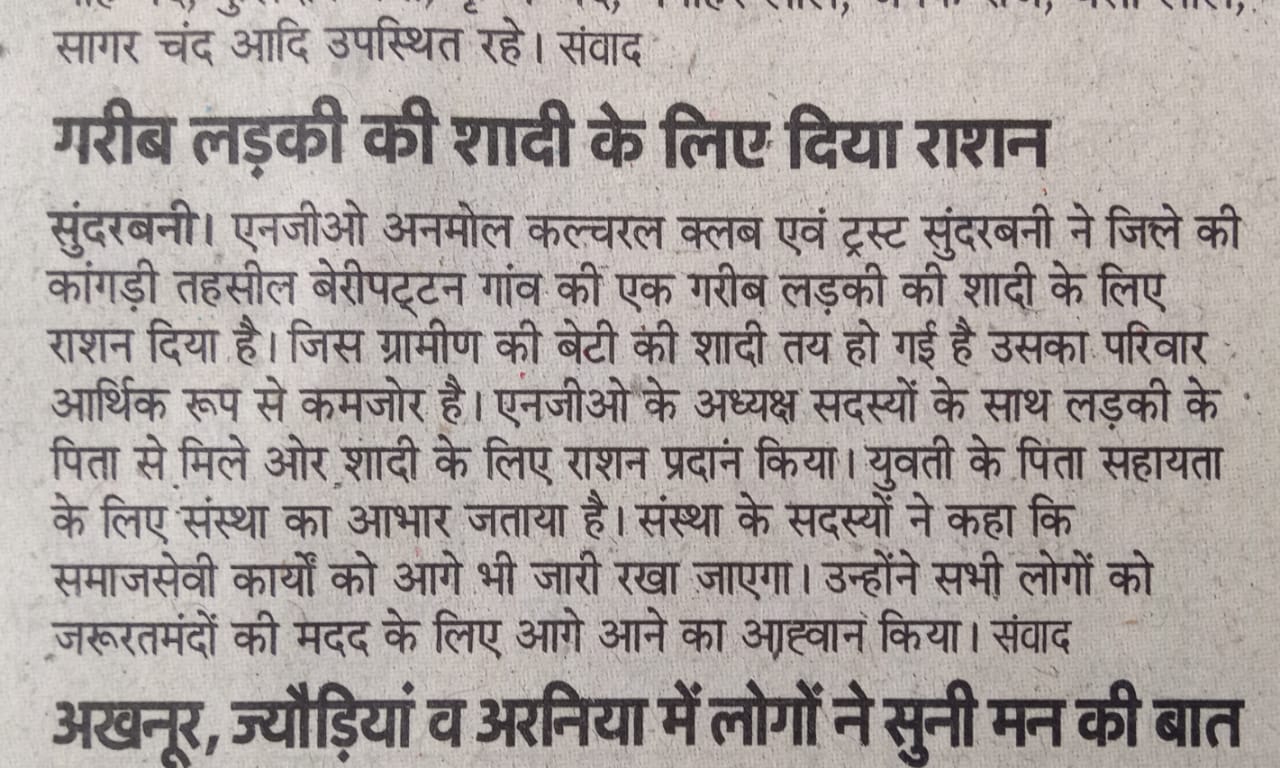 सागर चंद आदि उपस्थित रहे। संवाद
गरीब लड़की की शादी के लिए दिया राशन
सुंदरबनी। एनजीओ अनमोल कल्चरल क्लब एवं ट्रस्ट सुंदरबनी ने जिले की
कांगड़ी तहसील बेरीपट्टन गांव की एक गरीब लड़की की शादी के लिए
राशन दिया है। जिस ग्रामीण की बेटी की शादी तय हो गई है उसका परिवार
आर्थिक रूप से कमजोर है। एनजीओ के अध्यक्ष सदस्यों के साथ लड़की के
पिता से मिले ओर शादी के लिए राशन प्रदान किया। युवती के पिता सहायता
के लिए संस्था का आभार जताया है। संस्था के सदस्यों ने कहा कि
समाजसेवी कार्यों को आगे भी जारी रखा जाएगा। उन्होंने सभी लोगों को
जरूरतमंदों की मदद के लिए आगे आने का आह्वान किया। संवाद
अखनूर, ज्यौड़ियां व अरनिया में लोगों ने सुनी मन की बात